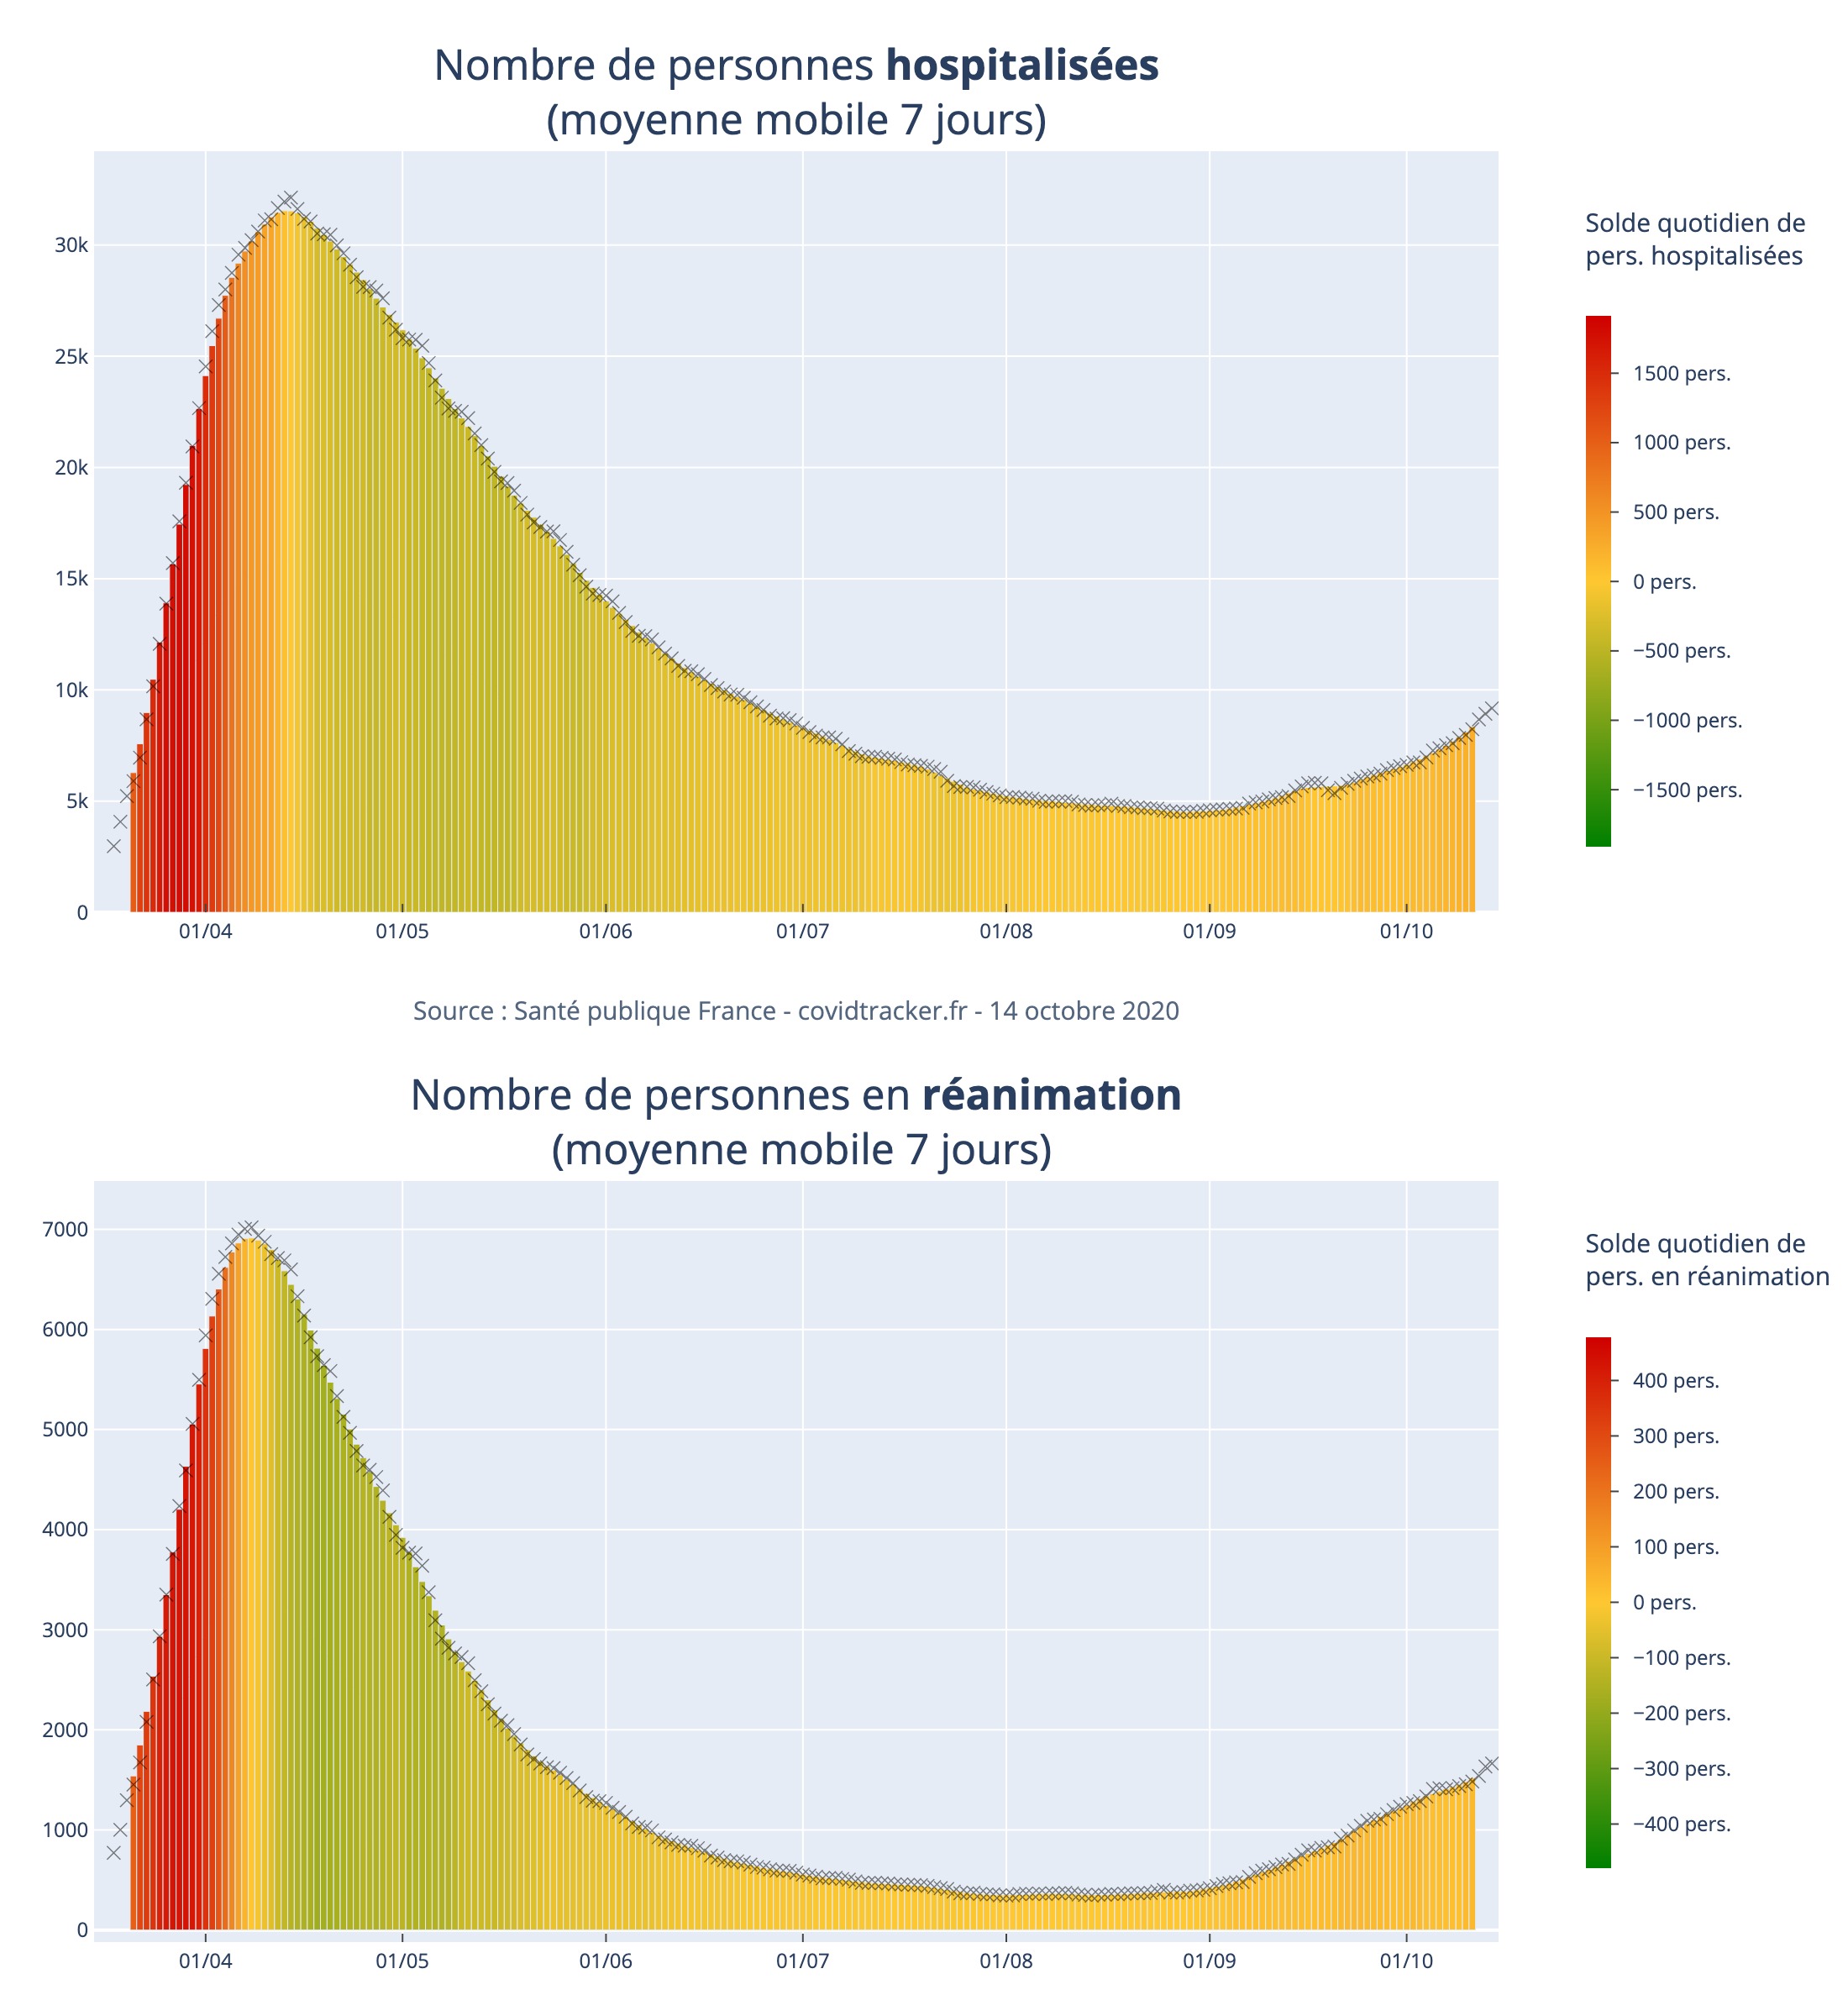 Nombre de personnes hospitalisées
(moyenne mobile 7 jours)
Solde quotidien de
pers. hospitalisées
30k
25k
20k
15k
10k
5k
0
1500 pers.
1000 pers.
500 pers.
0 pers.
−500 pers.
−1000 pers.
−1500 pers.
01/04 01/05 01/06 01/07 01/08 01/09 01/10
Source : Santé publique France - covidtracker.fr - 14 octobre 2020
Nombre de personnes en réanimation
(moyenne mobile 7 jours)
Solde quotidien de
pers. en réanimation
7000
6000
5000
4000
3000
2000
1000
0
400 pers.
300 pers.
200 pers.
100 pers.
0 pers.
−100 pers.
−200 pers.
−300 pers.
−400 pers.
01/04 01/05 01/06 01/07 01/08 01/09 01/10